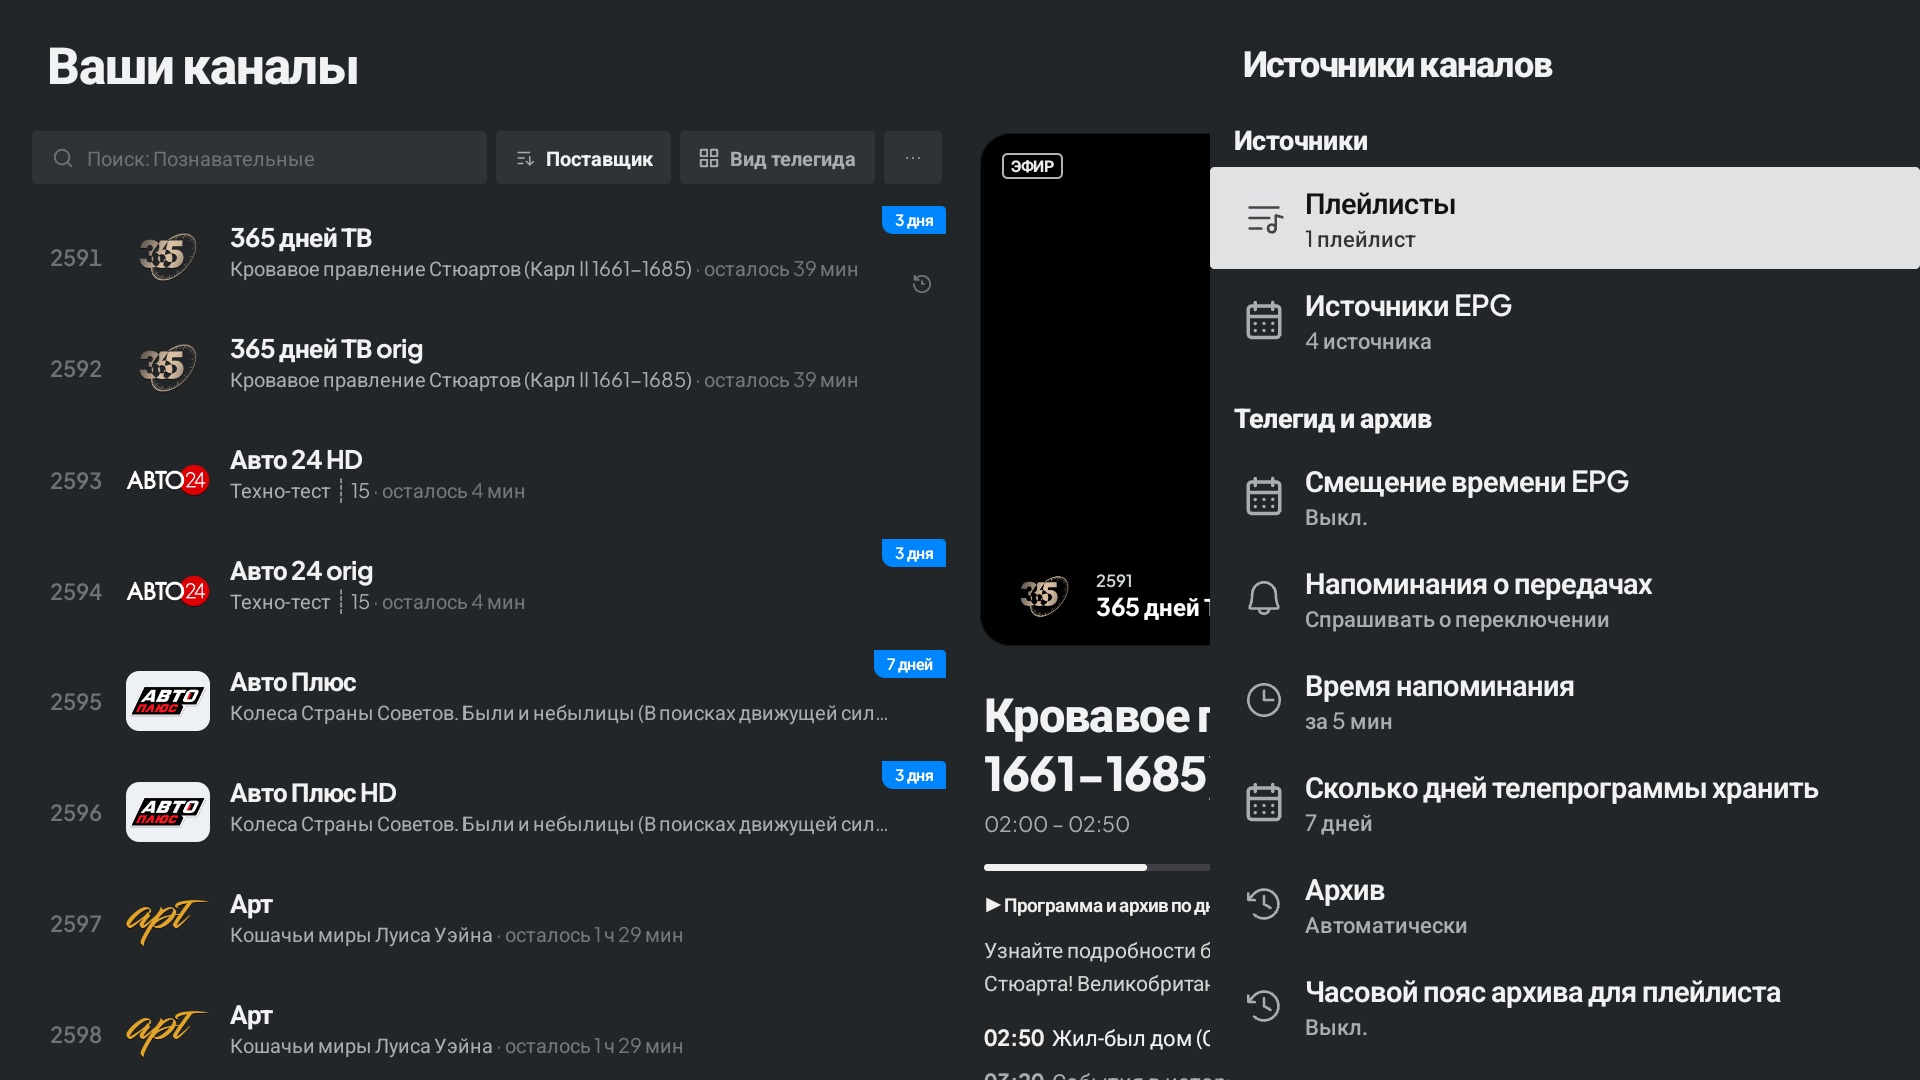 Ваши каналы
Поиск: Познавательные
Поставщик
Вид телегида
...
2591
365
365 дней ТВ
Кровавое правление Стюартов (Карл II 1661–1685) · осталось 39 мин
3 дня
2592
365
365 дней ТВ orig
Кровавое правление Стюартов (Карл II 1661–1685) · осталось 39 мин
2593
АВТО24
Авто 24 HD
Техно-тест ┊ 15 · осталось 4 мин
2594
АВТО24
Авто 24 orig
Техно-тест ┊ 15 · осталось 4 мин
3 дня
2595
АВТО ПЛЮС
Авто Плюс
Колеса Страны Советов. Были и небылицы (В поисках движущей сил...
7 дней
2596
АВТО ПЛЮС
Авто Плюс HD
Колеса Страны Советов. Были и небылицы (В поисках движущей сил...
3 дня
2597
арт
Арт
Кошачьи миры Луиса Уэйна · осталось 1 ч 29 мин
2598
арт
Арт
Кошачьи миры Луиса Уэйна · осталось 1 ч 29 мин
ЭФИР
365
2591
365 дней
Кровавое
1661–1685
02:00 – 02:50
▶ Программа и архив по
Узнайте подробности
Стюарта!
02:50 Жил-был дом
Источники каналов
Источники
Плейлисты
1 плейлист
Источники EPG
4 источника
Телегид и архив
Смещение времени EPG
Выкл.
Напоминания о передачах
Спрашивать о переключении
Время напоминания
за 5 мин
Сколько дней телепрограммы хранить
7 дней
Архив
Автоматически
Часовой пояс архива для плейлиста
Выкл.